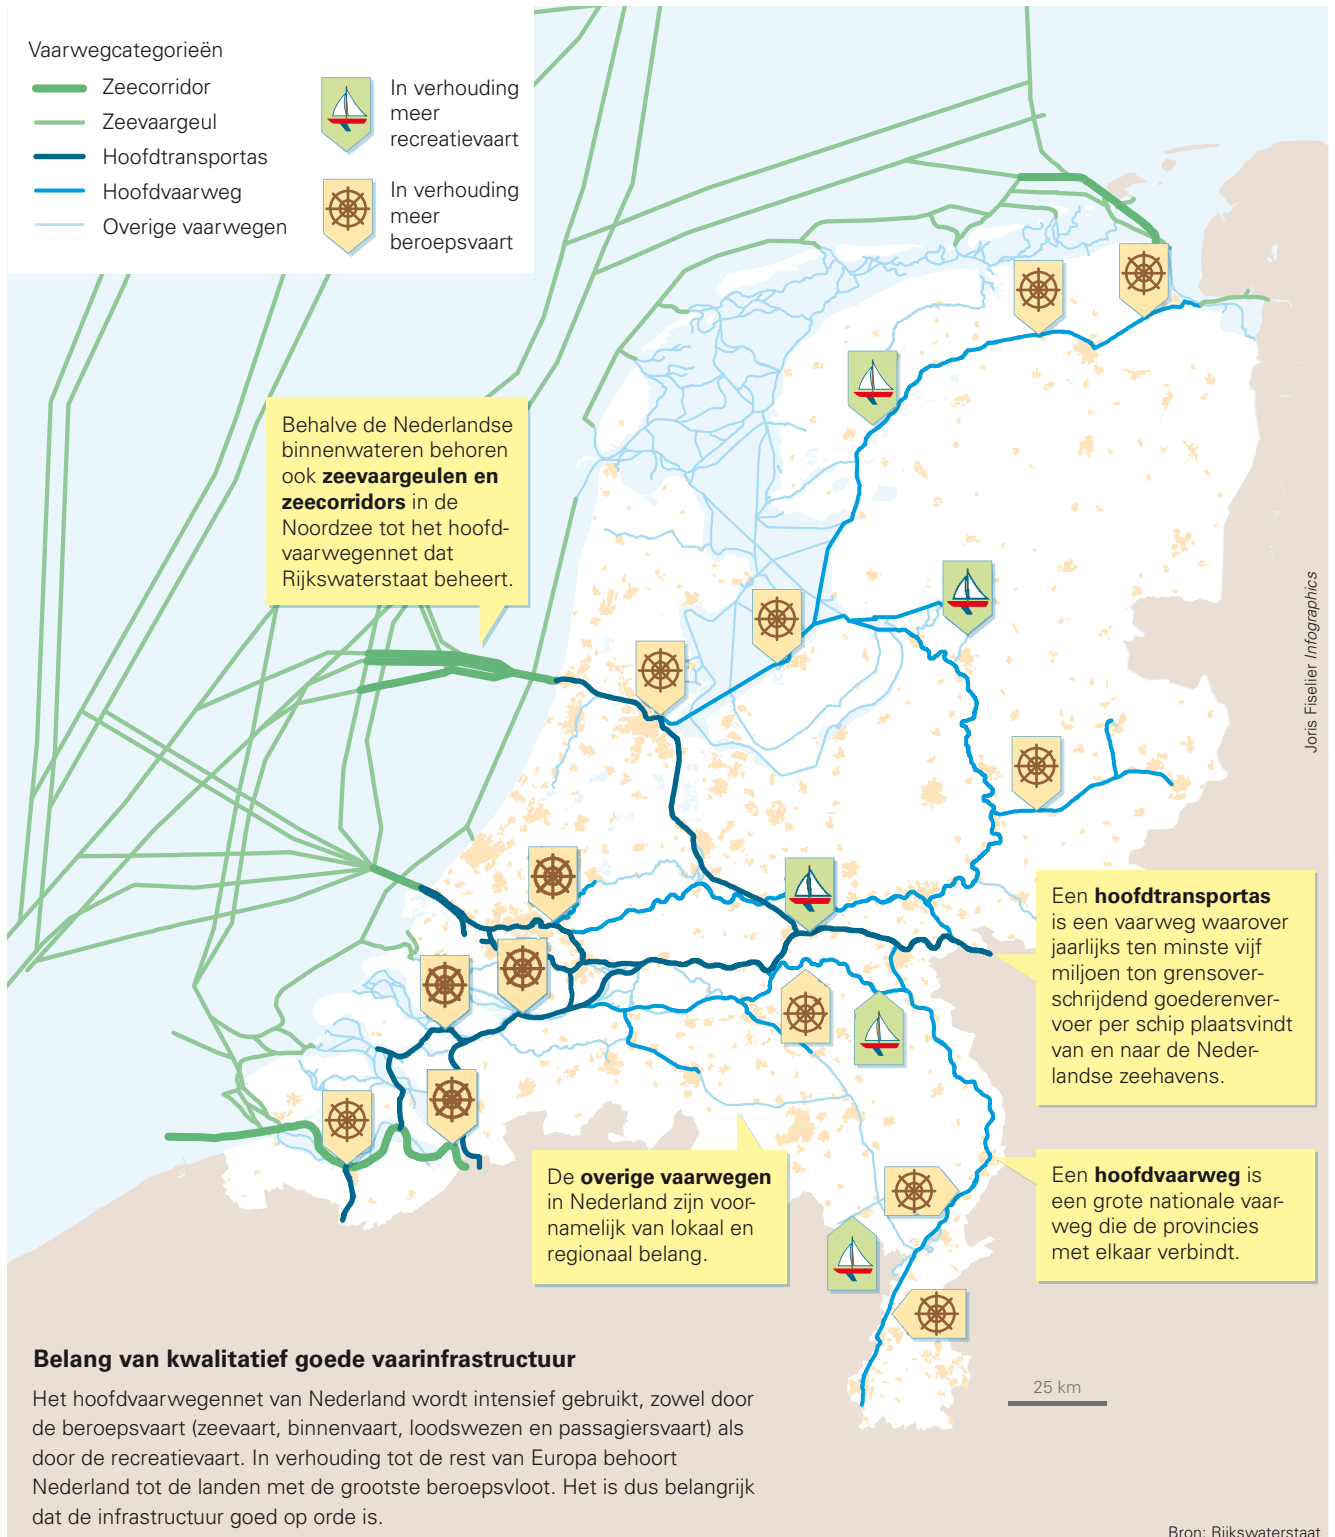 Vaarwegcategorieën
Zeecorridor
Zeevaargeul
Hoofdtransportas
Hoofdvaarweg
Overige vaarwegen
In verhouding
meer
recreatievaart
In verhouding
meer
beroepsvaart
Behalve de Nederlandse
binnenwateren behoren
ook zeevaargeulen en
zeecorridors in de
Noordzee tot het hoofd-
vaarwegennet dat
Rijkswaterstaat beheert.
Joris Fiselier Infographics
Een hoofdtransportas
is een vaarweg waarover
jaarlijks ten minste vijf
miljoen ton grensover-
schrijdend goederenver-
voer per schip plaatsvindt
van en naar de Neder-
landse zeehavens.
De overige vaarwegen
in Nederland zijn voor-
namelijk van lokaal en
regionaal belang.
Een hoofdvaarweg is
een grote nationale vaar-
weg die de provincies
met elkaar verbindt.
25 km
Belang van kwalitatief goede vaarinfrastructuur
Het hoofdvaarwegennet van Nederland wordt intensief gebruikt, zowel door
de beroepsvaart (zeevaart, binnenvaart, loodswezen en passagiersvaart) als
door de recreatievaart. In verhouding tot de rest van Europa behoort
Nederland tot de landen met de grootste beroepsvloot. Het is dus belangrijk
dat de infrastructuur goed op orde is.
Bron: Rijkswaterstaat